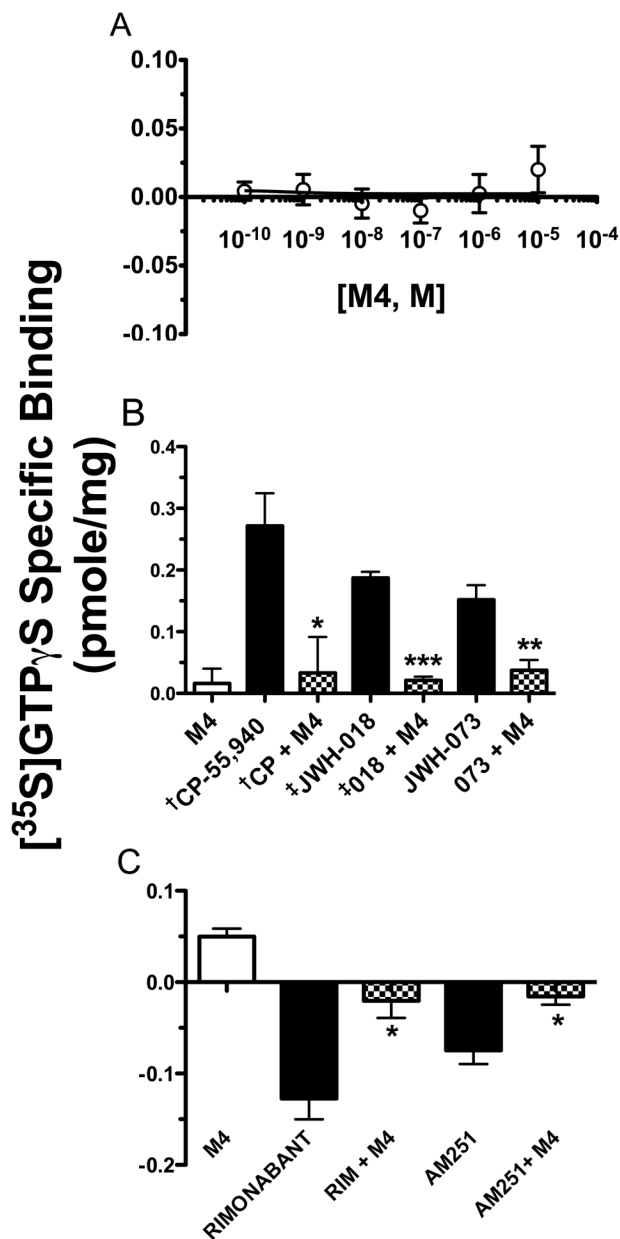 [³⁵S]GTPγS Specific Binding
(pmole/mg)
A
0.10
0.05
0.00
-0.05
-0.10
10⁻¹⁰ 10⁻⁹ 10⁻⁸ 10⁻⁷ 10⁻⁶ 10⁻⁵ 10⁻⁴
[M4, M]
B
0.4
0.3
0.2
0.1
0.0
* *** **
M4
†CP-55,940
†CP + M4
‡JWH-018
‡018 + M4
JWH-073
073 + M4
C
0.1
0.0
-0.1
-0.2
* *
M4
RIMONABANT
RIM + M4
AM251
AM251+ M4